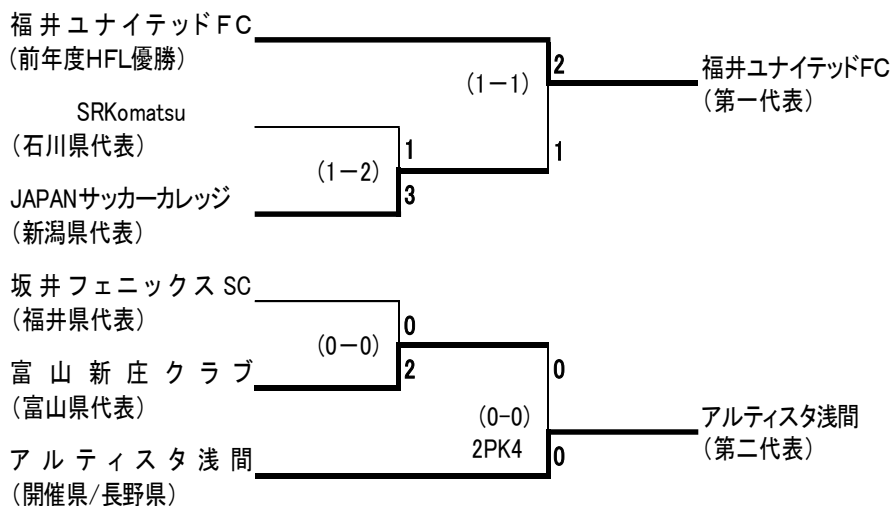 福井ユナイテッドFC
(前年度HFL優勝)
2
(1－1)
福井ユナイテッドFC
(第一代表)
SRKomatsu
(石川県代表)
1
1
(1－2)
3
JAPANサッカーカレッジ
(新潟県代表)
坂井フェニックスSC
(福井県代表)
0
(0－0)
2
0
富山新庄クラブ
(富山県代表)
(0-0)
2PK4
0
アルティスタ浅間
(第二代表)
アルティスタ浅間
(開催県/長野県)